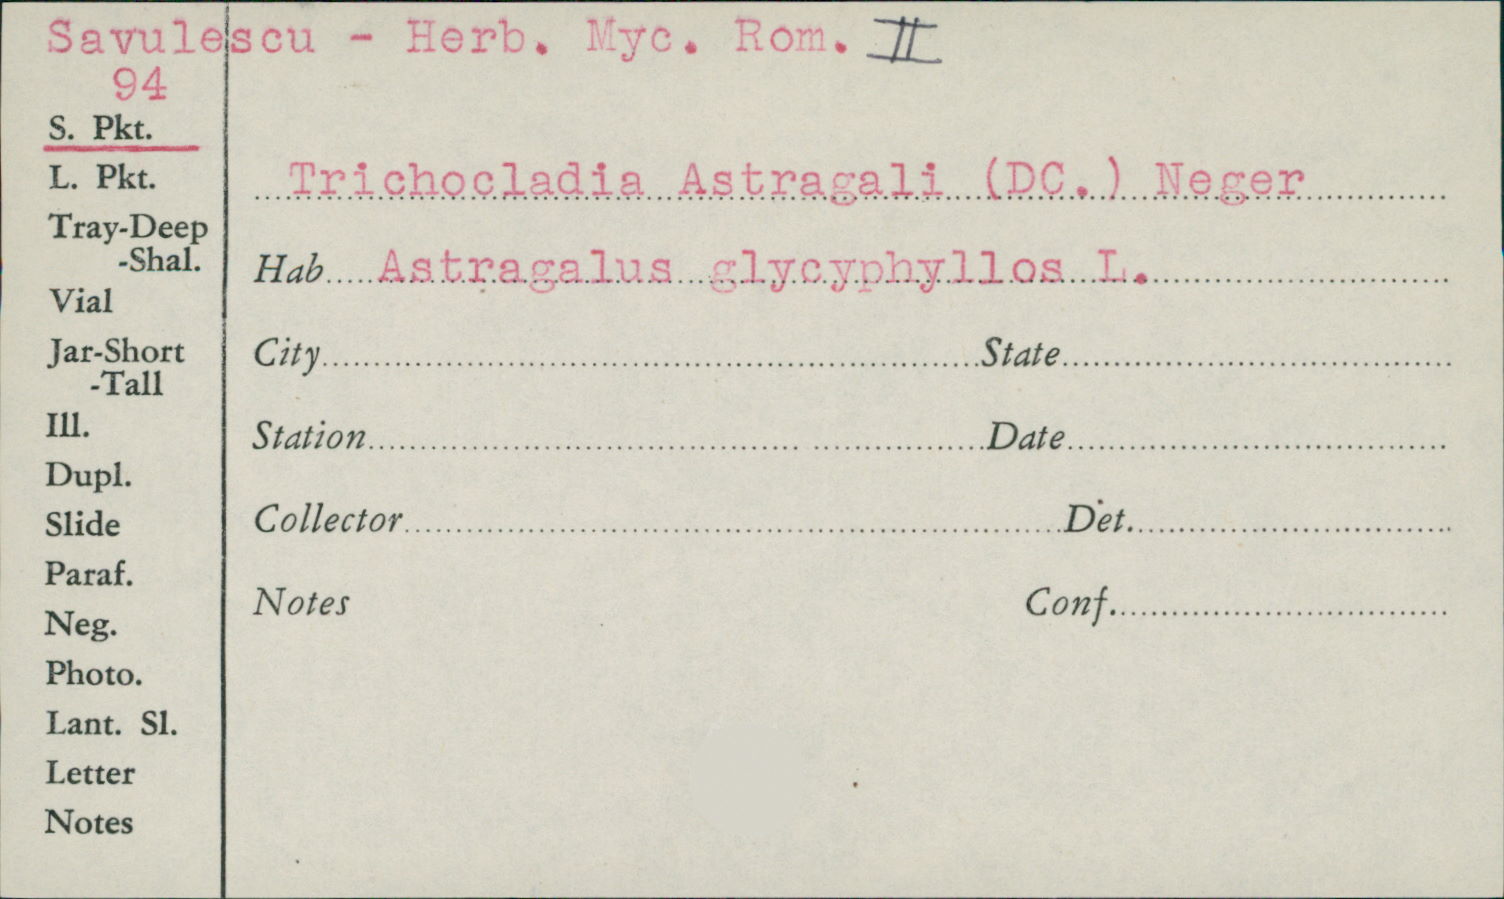 Savulescu - Herb. Myc. Rom. II
94
S. Pkt.
L. Pkt.
Tray-Deep
-Shal.
Vial
Jar-Short
-Tall
Ill.
Dupl.
Slide
Paraf.
Neg.
Photo.
Lant. Sl.
Letter
Notes
Trichocladia Astragali (DC.) Neger
Hab Astragalus glycyphyllos L.
City State
Station Date
Collector Det.
Notes Conf.